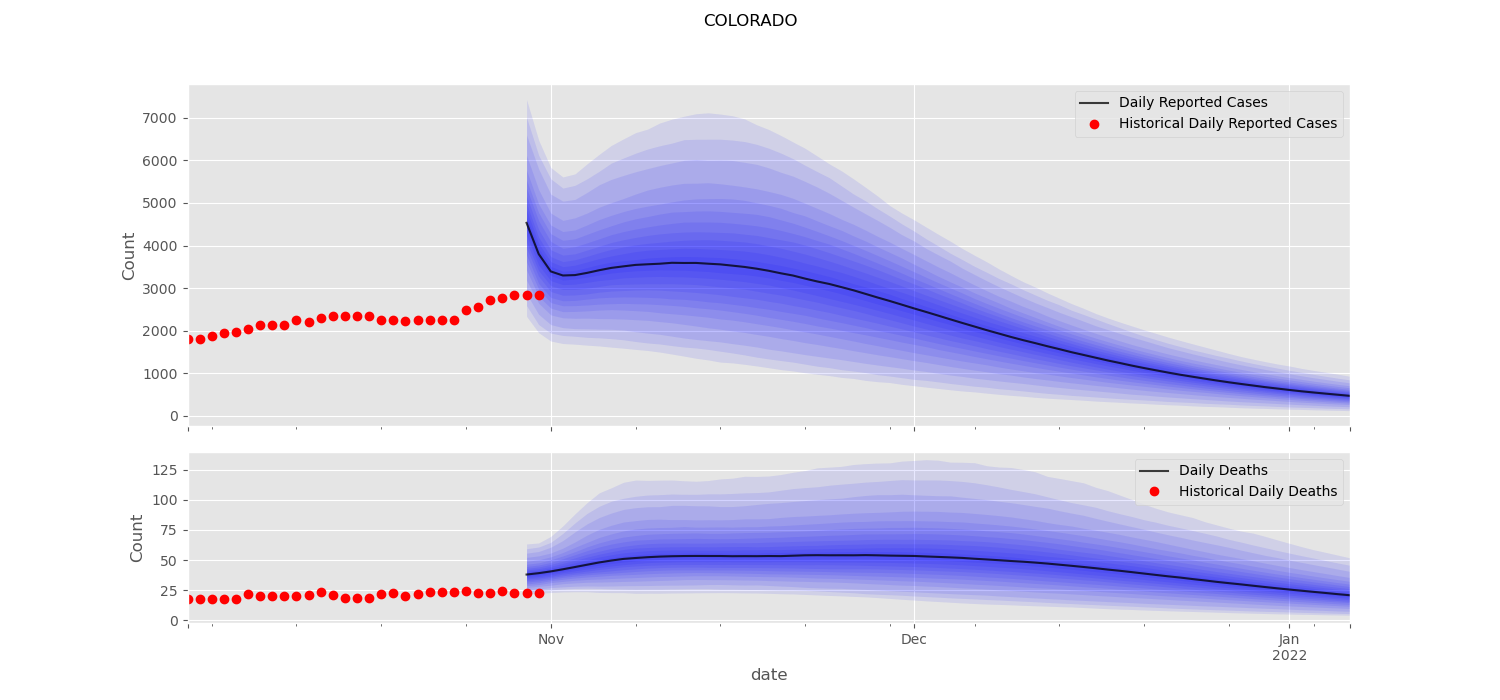 COLORADO
Daily Reported Cases
Historical Daily Reported Cases
7000
6000
5000
4000
3000
2000
1000
0
Count
Daily Deaths
Historical Daily Deaths
125
100
75
50
25
0
Count
Nov
Dec
Jan
2022
date